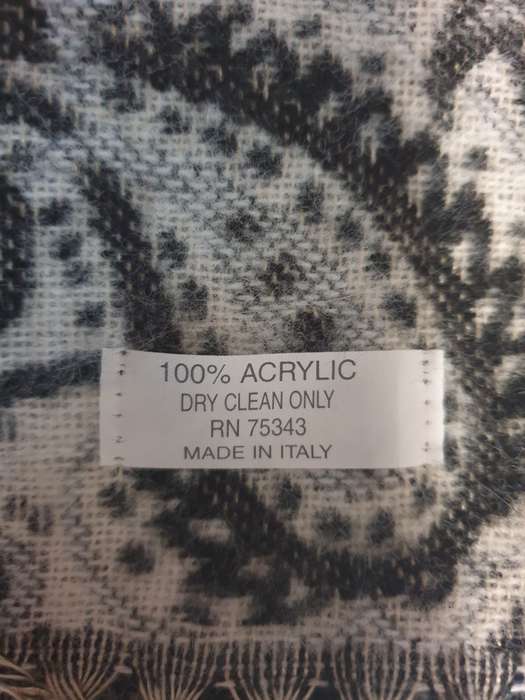 100% ACRYLIC
DRY CLEAN ONLY
RN 75343
MADE IN ITALY